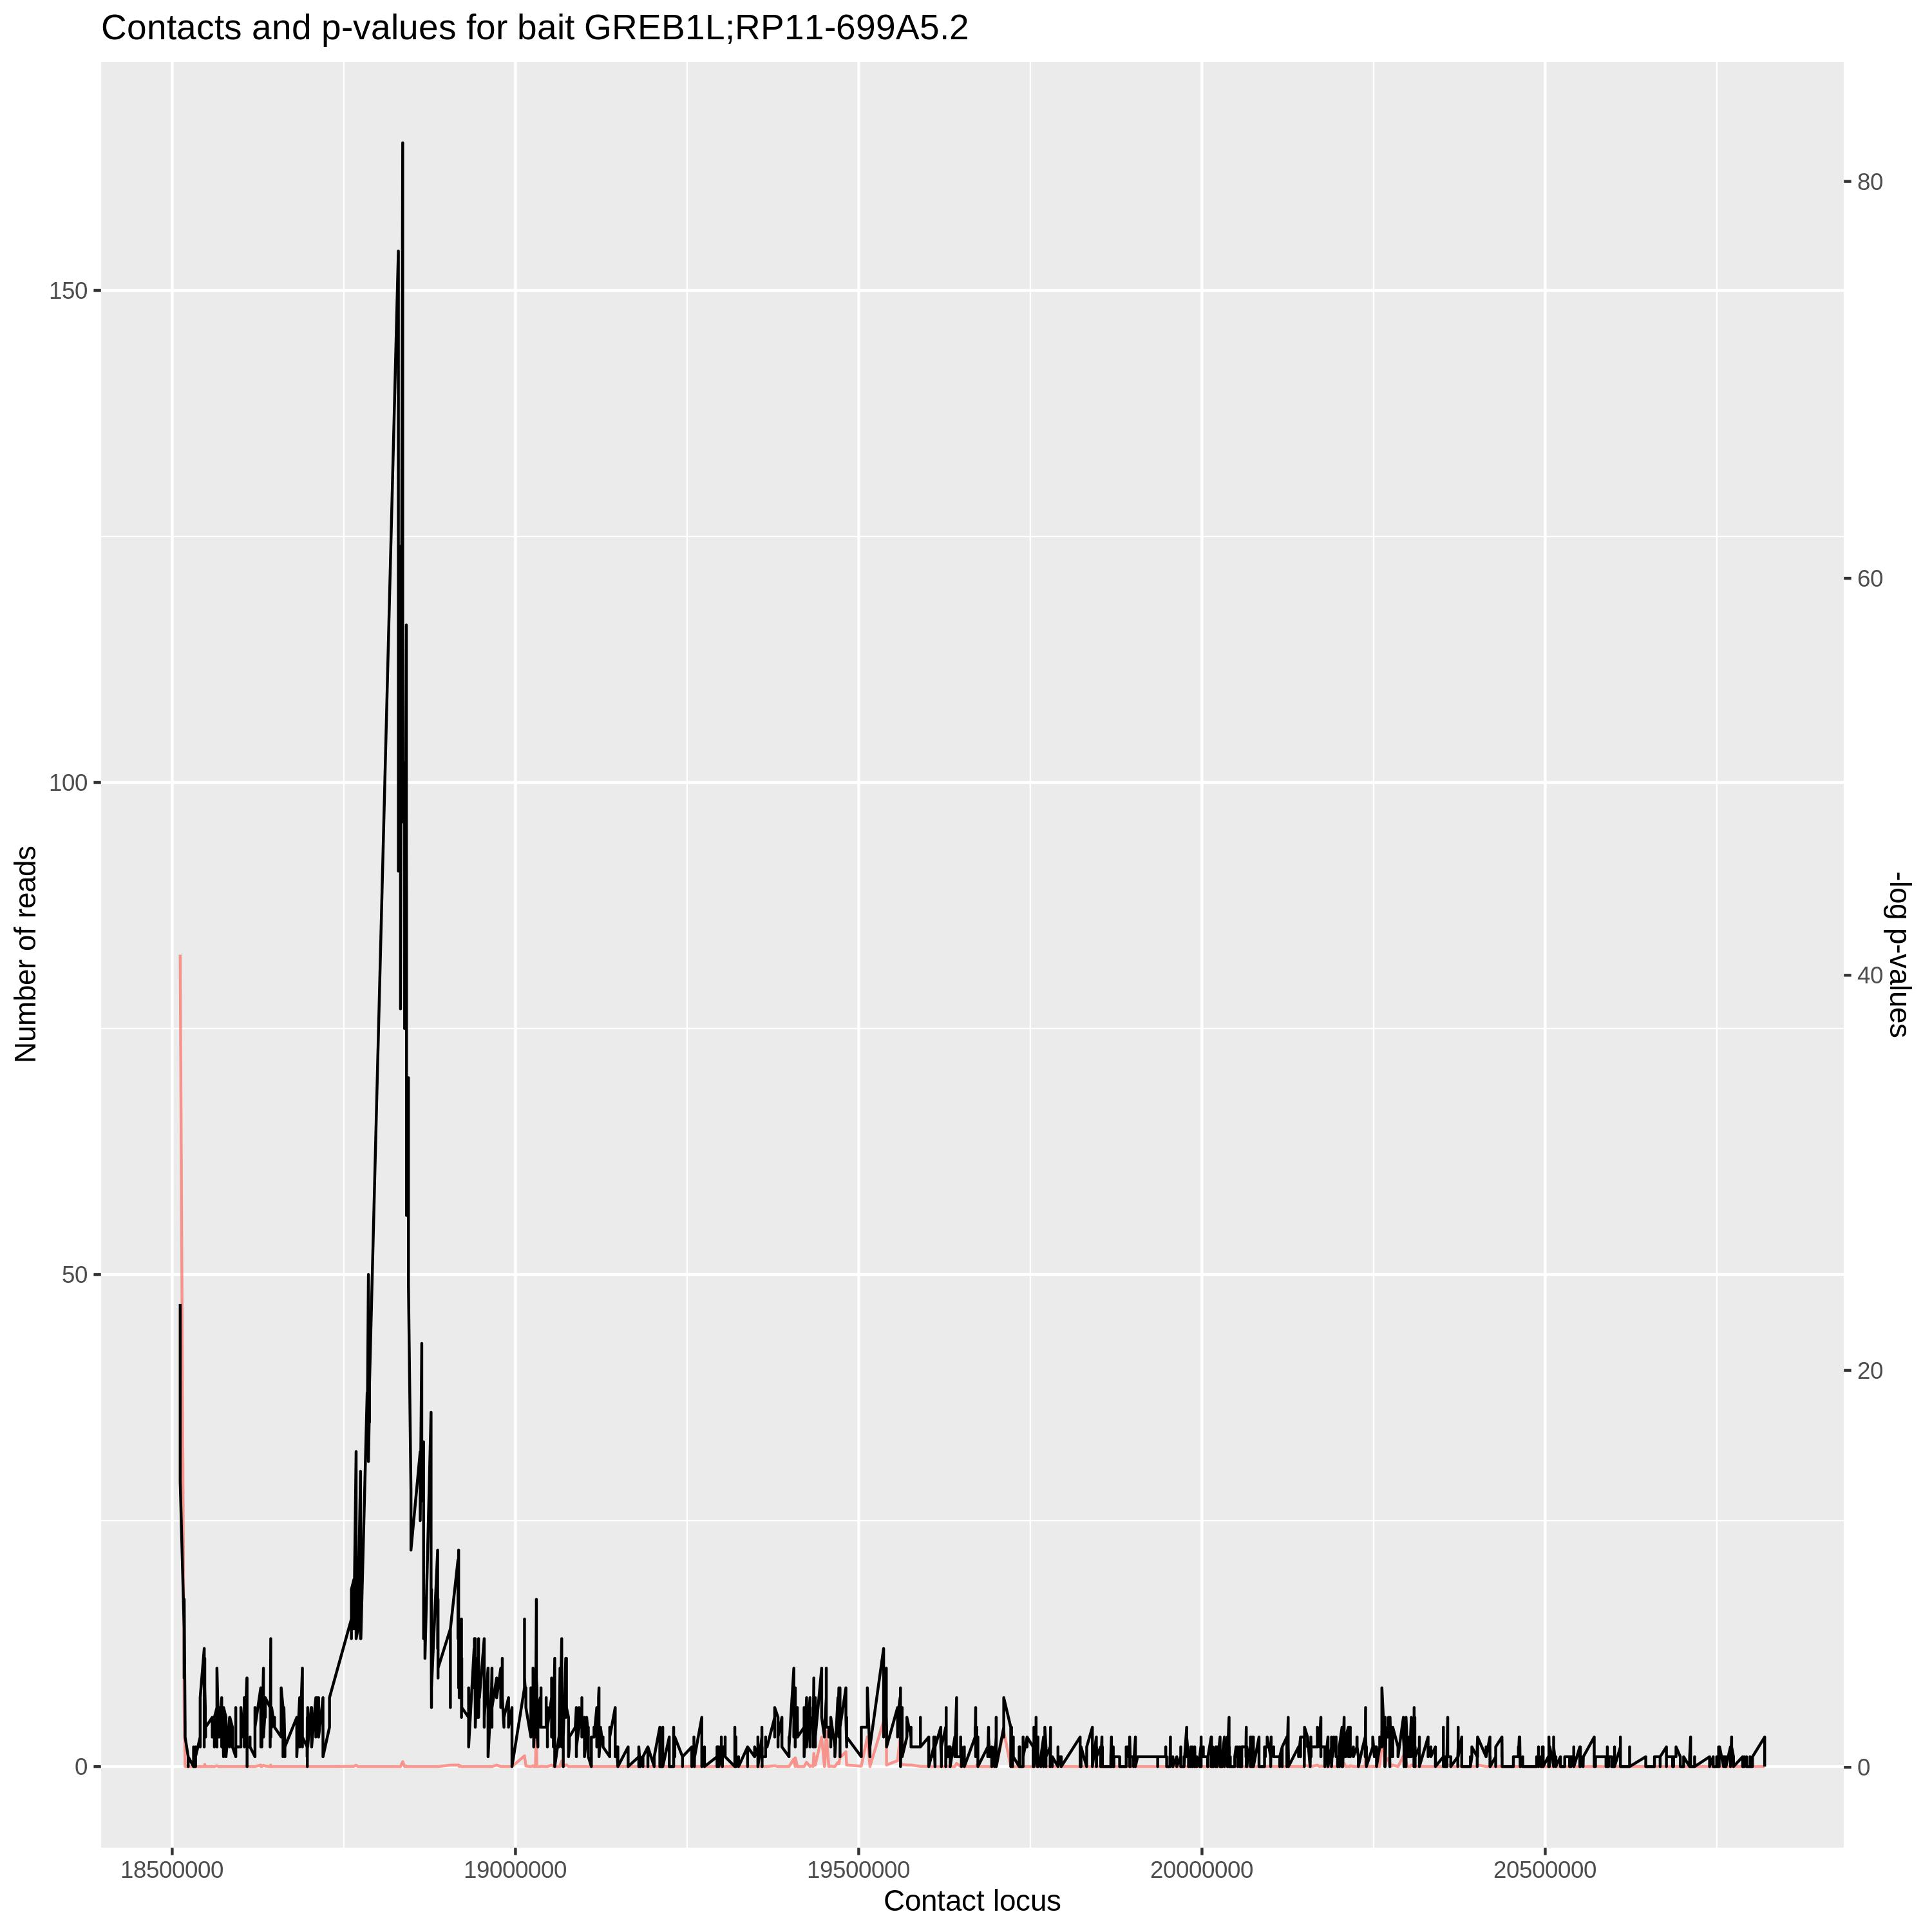 Contacts and p-values for bait GREB1L;RP11-699A5.2
Number of reads
150
100
50
0
80
60
40
20
0
-log p-values
18500000 19000000 19500000 20000000 20500000
Contact locus